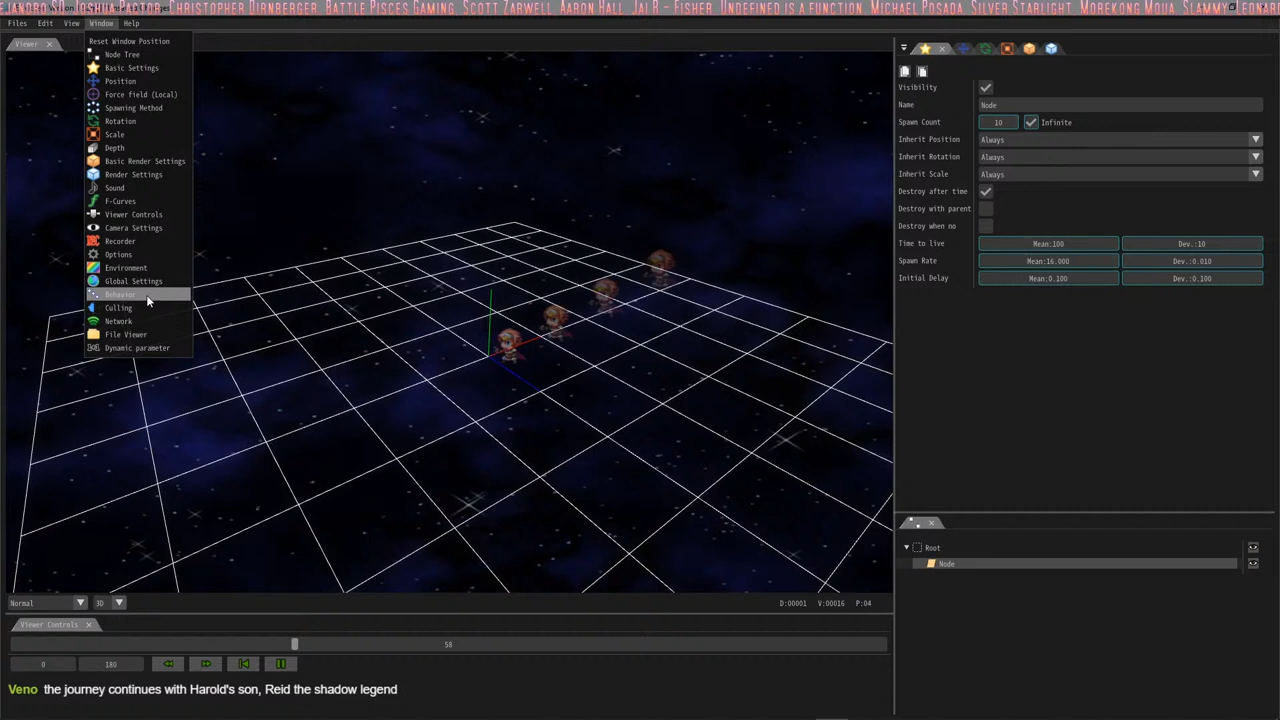 CHRISTOPHER DIRNBERGER BATTLE PISCES GAMING SCOTT ZARWELL AARON HALL JAL R - FISHER UNDEFINED IS A FUNCTION MICHAEL POSADA SILVER STARLIGHT MOREKONG MOUA SLAMMY
Files Edit View Window Help
Viewer
Reset Window Position
Node Tree
Basic Settings
Position
Force field (Local)
Spawning Method
Rotation
Scale
Depth
Basic Render Settings
Render Settings
Sound
F-Curves
Viewer Controls
Camera Settings
Recorder
Options
Environment
Global Settings
Behavior
Culling
Network
File Viewer
Dynamic parameter
Visibility
Name Node
Spawn Count 10 Infinite
Inherit Position Always
Inherit Rotation Always
Inherit Scale Always
Destroy after time
Destroy with parent
Destroy when no
Time to live Mean:100 Dev.:10
Spawn Rate Mean:16.000 Dev.:0.010
Initial Delay Mean:0.100 Dev.:0.100
Root
Node
Normal 3D D:00001 V:00016 P:04
Viewer Controls
58
0 180
Veno the journey continues with Harold's son, Reid the shadow legend